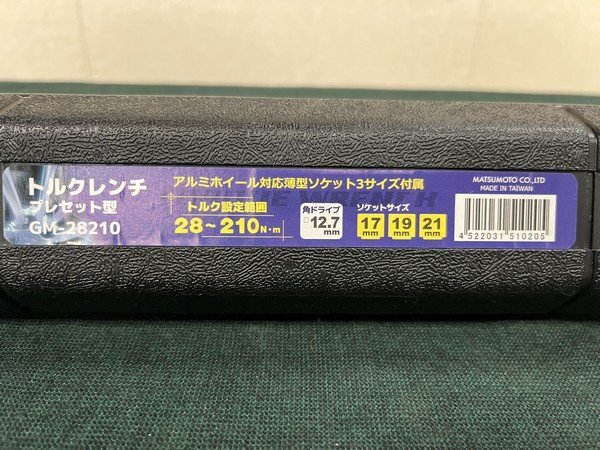 トルクレンチ
プレセット型
GM-28210
アルミホイール対応薄型ソケット3サイズ付属
トルク設定範囲
28～210N・m
角ドライブ
□12.7
mm
ソケットサイズ
17 19 21
mm mm mm
MATSUMOTO CO.,LTD
MADE IN TAIWAN
4 522031 510205